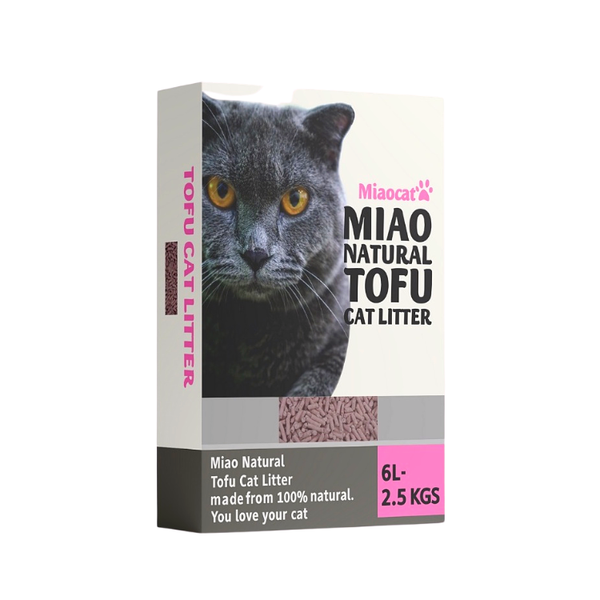 TOFU CAT LITTER
Miaocat
MIAO
NATURAL
TOFU
CAT LITTER
Miao Natural
Tofu Cat Litter
made from 100% natural.
You love your cat
6L-
2.5 KGS